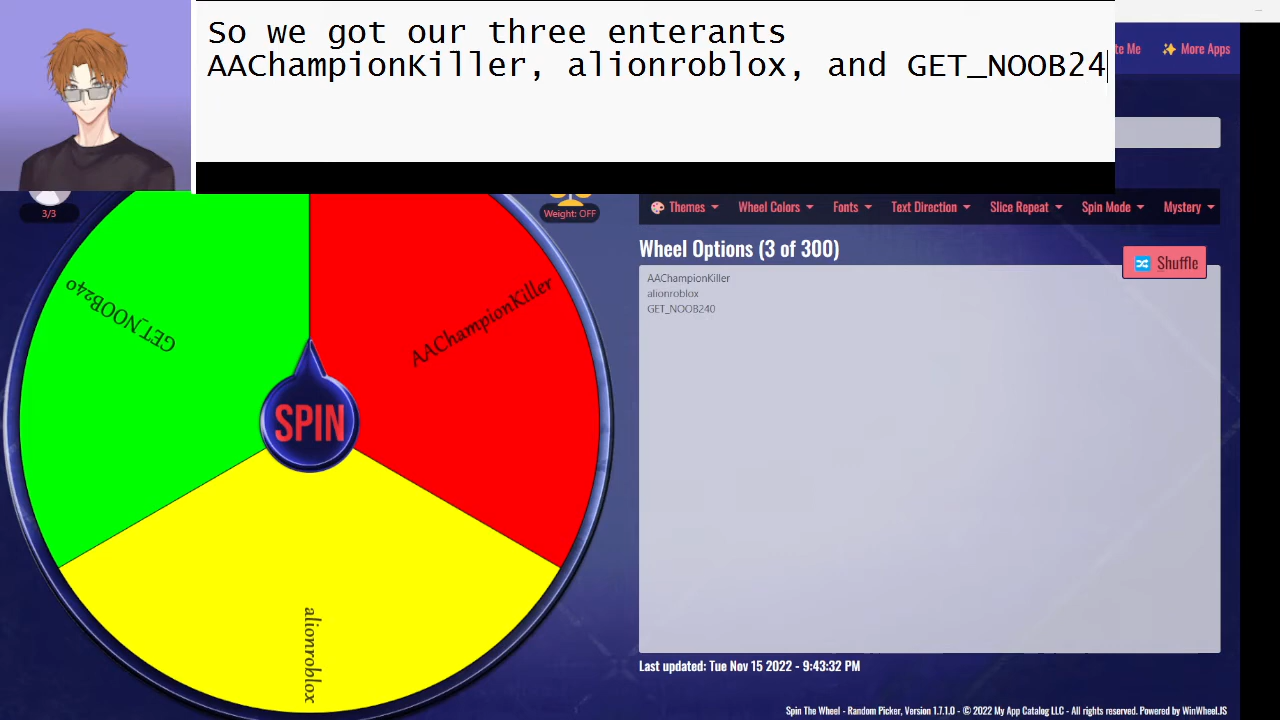 So we got our three enterants
AAChampionKiller, alionroblox, and GET_NOOB24
te Me
✨ More Apps
3/3
Weight: OFF
🎨 Themes
Wheel Colors
Fonts
Text Direction
Slice Repeat
Spin Mode
Mystery
Wheel Options (3 of 300)
🔀 Shuffle
AAChampionKiller
alionroblox
GET_NOOB240
GET_NOOB240
AAChampionKiller
SPIN
alionroblox
Last updated: Tue Nov 15 2022 - 9:43:32 PM
Spin The Wheel - Random Picker, Version 1.7.1.0 - © 2022 My App Catalog LLC - All rights reserved. Powered by WinWheel.JS